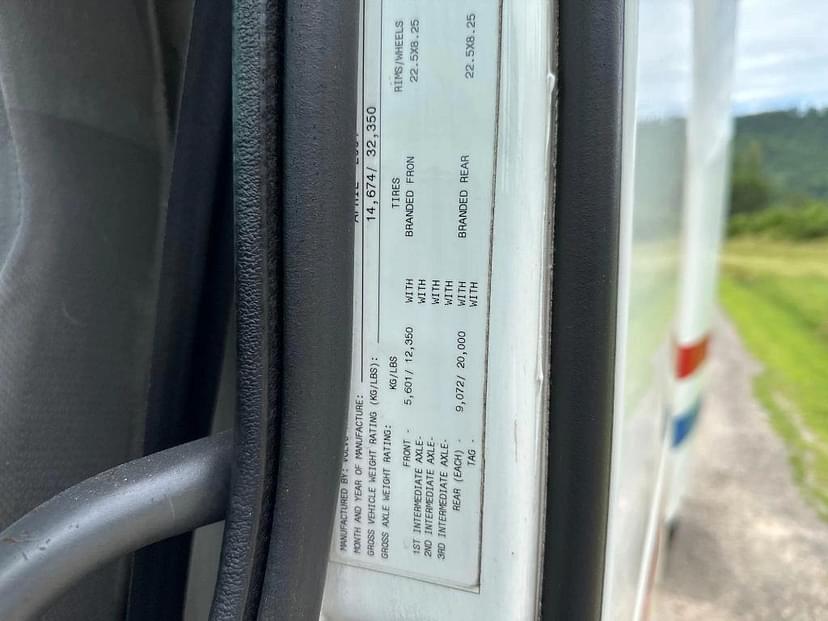 MANUFACTURED BY:
MONTH AND YEAR OF MANUFACTURE: APRIL
GROSS VEHICLE WEIGHT RATING (KG/LBS): 14,674/ 32,350
GROSS AXLE WEIGHT RATING:
KG/LBS TIRES RIMS/WHEELS
FRONT - 5,601/ 12,350 WITH BRANDED FRON 22.5X8.25
1ST INTERMEDIATE AXLE- WITH
2ND INTERMEDIATE AXLE- WITH
3RD INTERMEDIATE AXLE- WITH
REAR (EACH) - 9,072/ 20,000 WITH BRANDED REAR 22.5X8.25
TAG - WITH